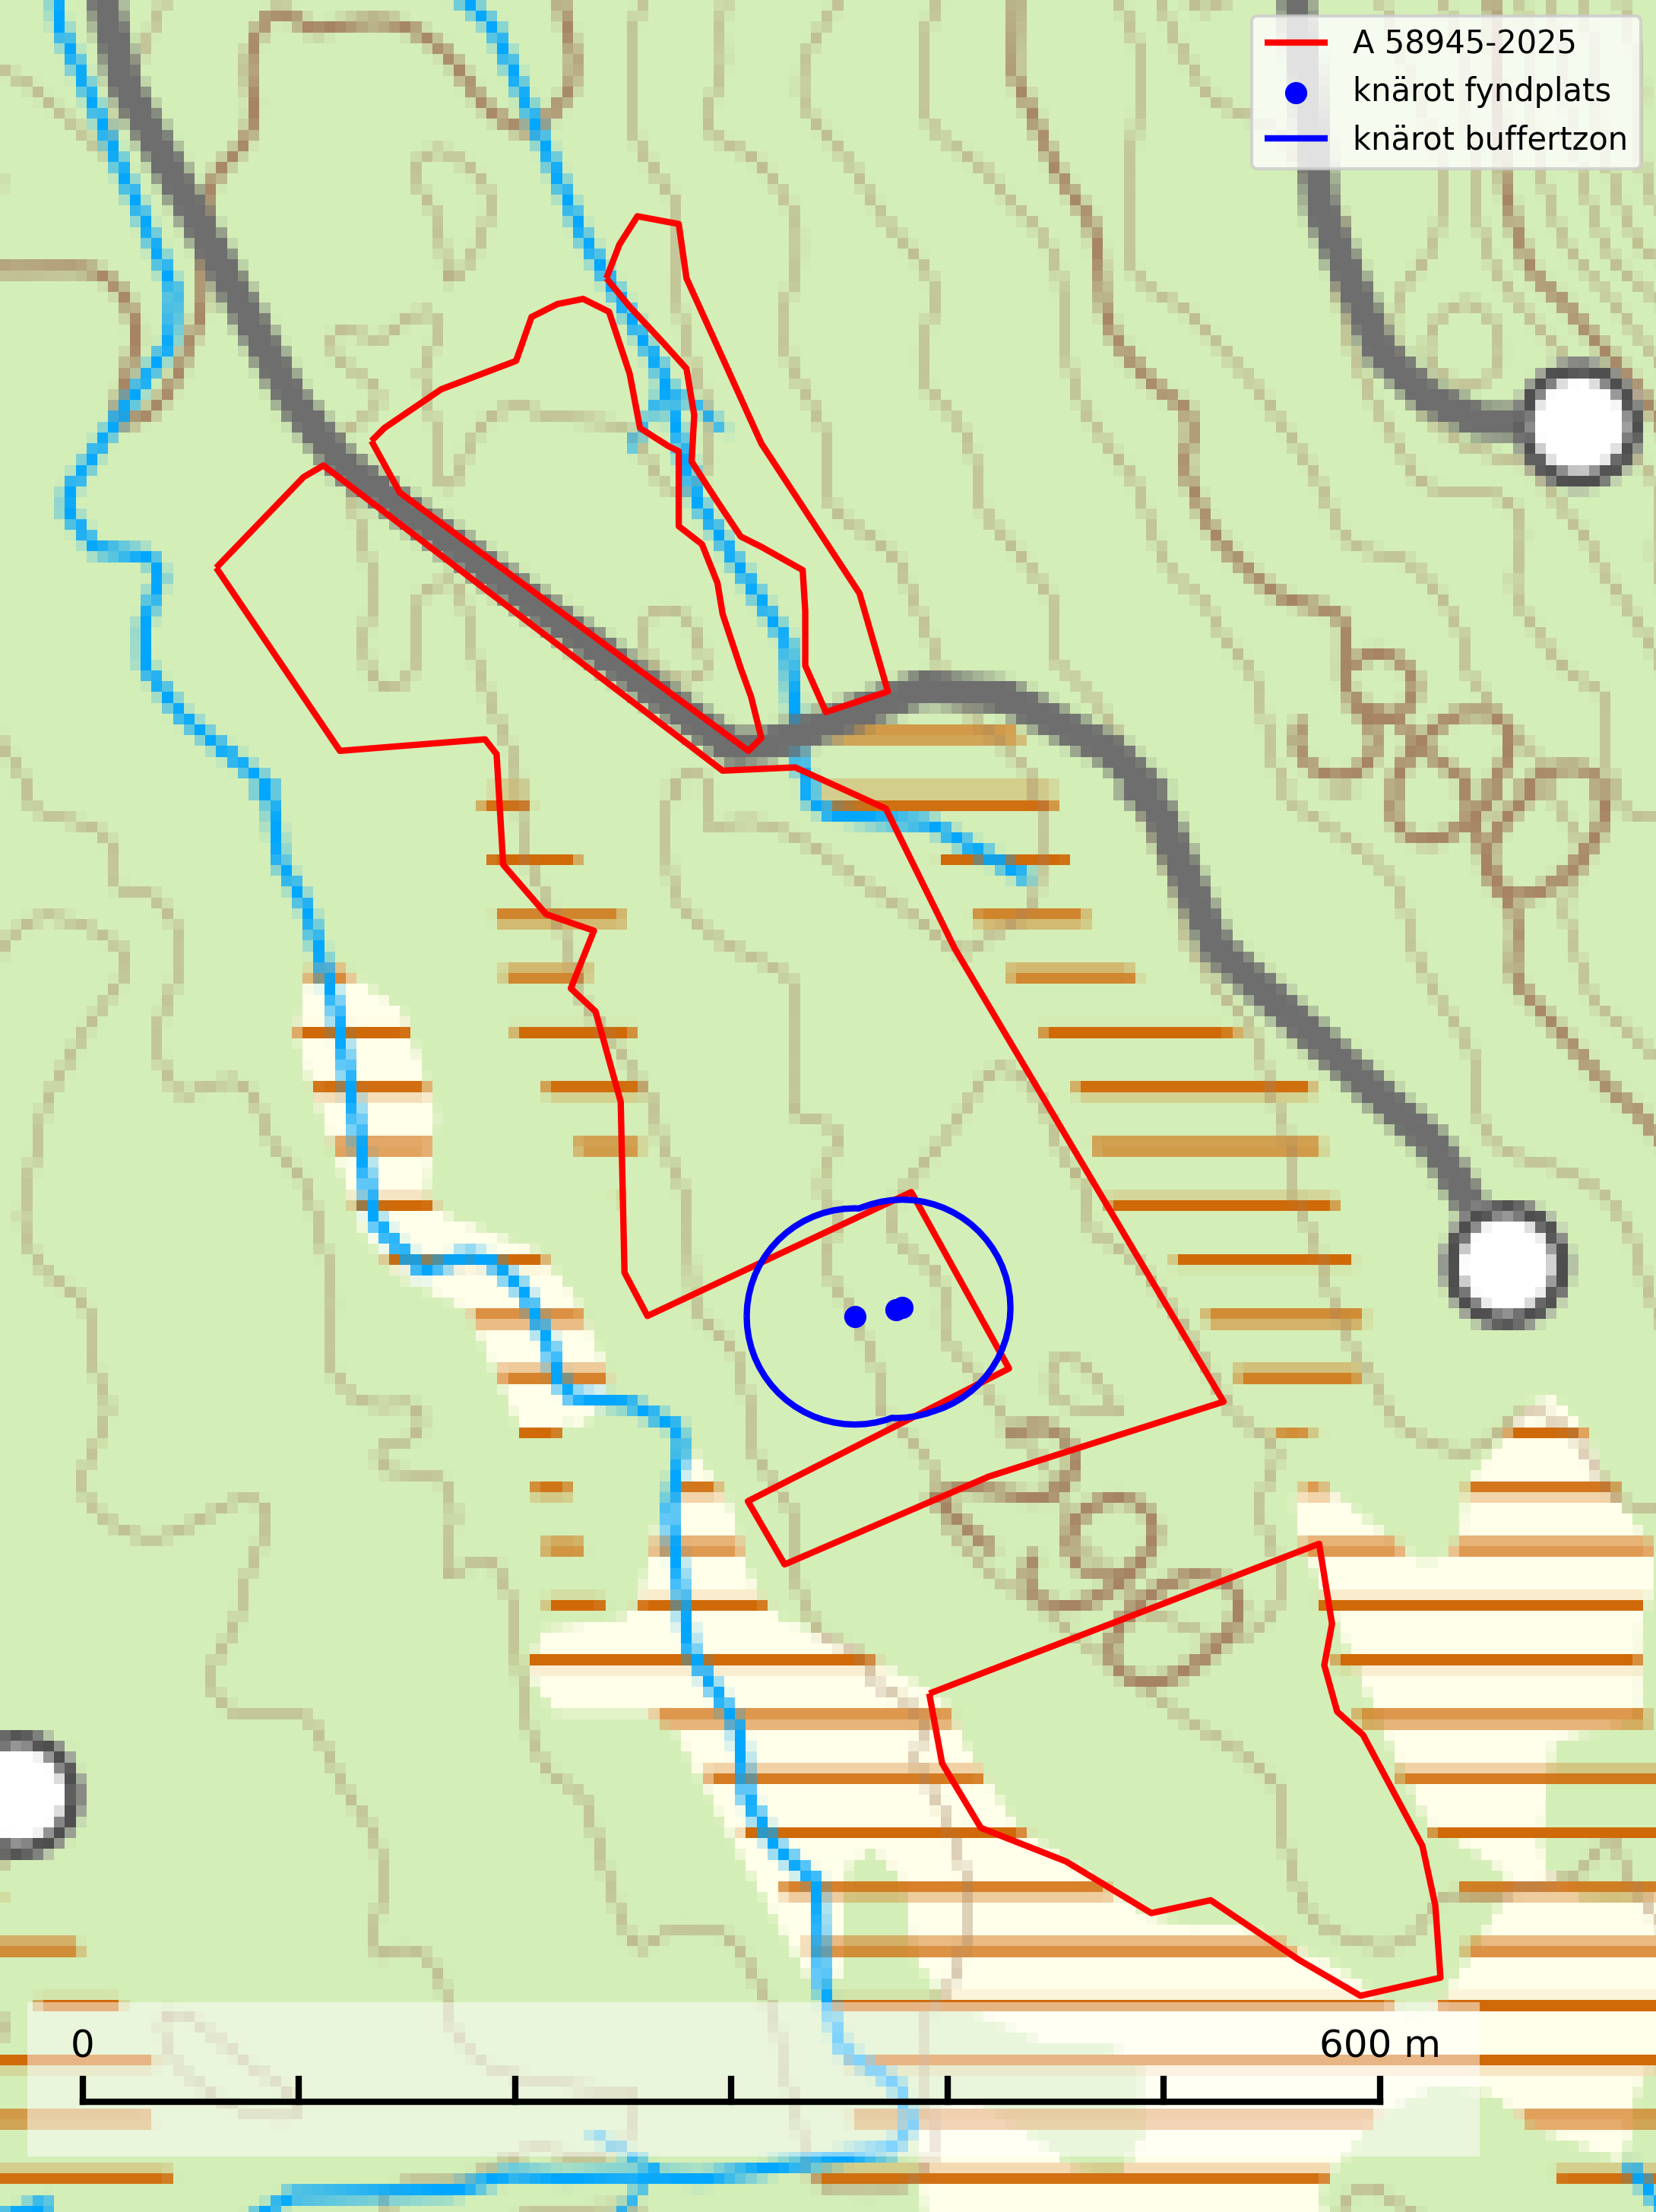 A 58945-2025
knärot fyndplats
knärot buffertzon
0
600 m